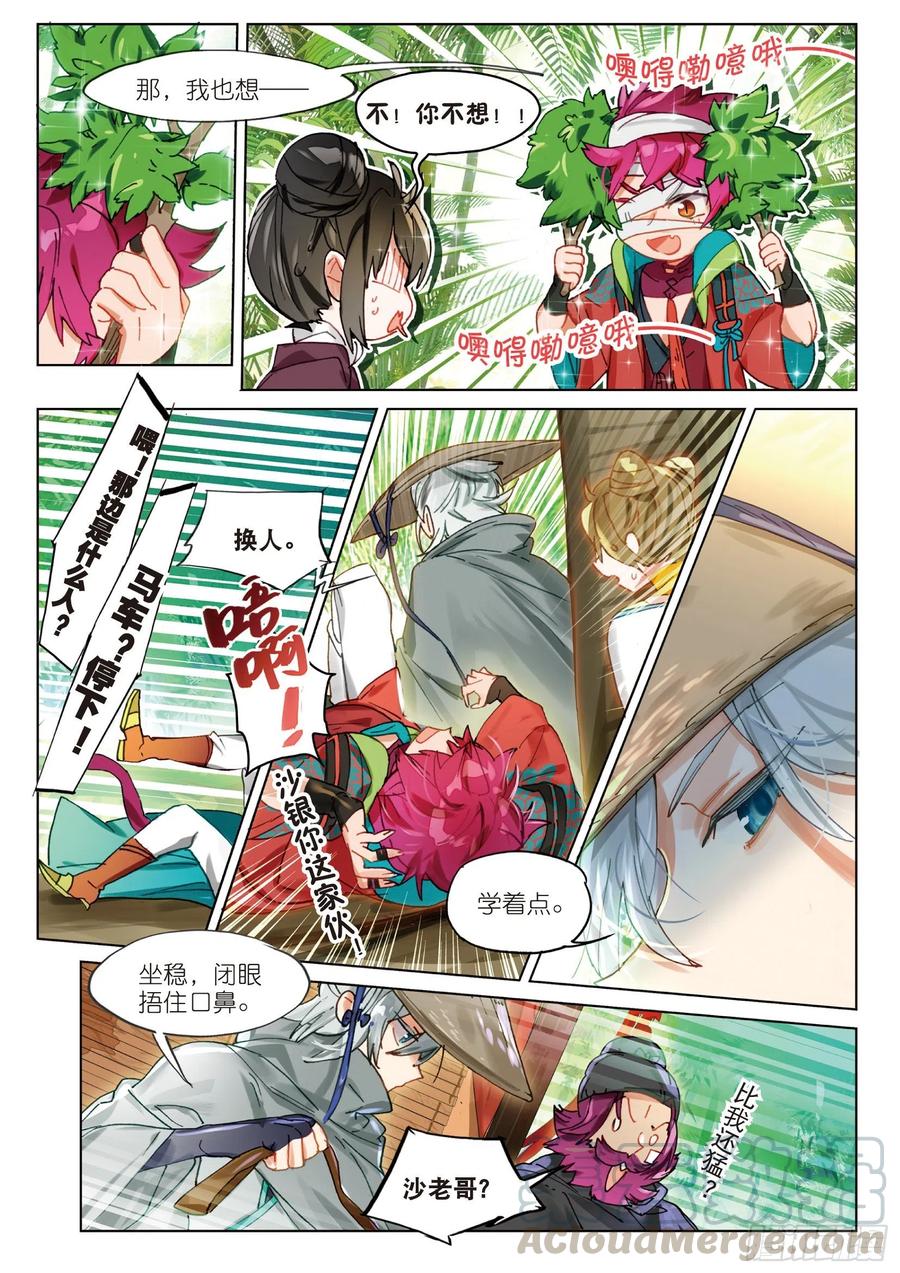 那，我也想——
不！你不想！！
噢嘚嘞噫哦
噢嘚嘞噫哦
喂！那边是什么人？
马车？停下！
换人。
唔啊！
沙银你这家伙！
学着点。
坐稳，闭眼
捂住口鼻。
沙老哥？
比我还猛？
AcloudMerge.com